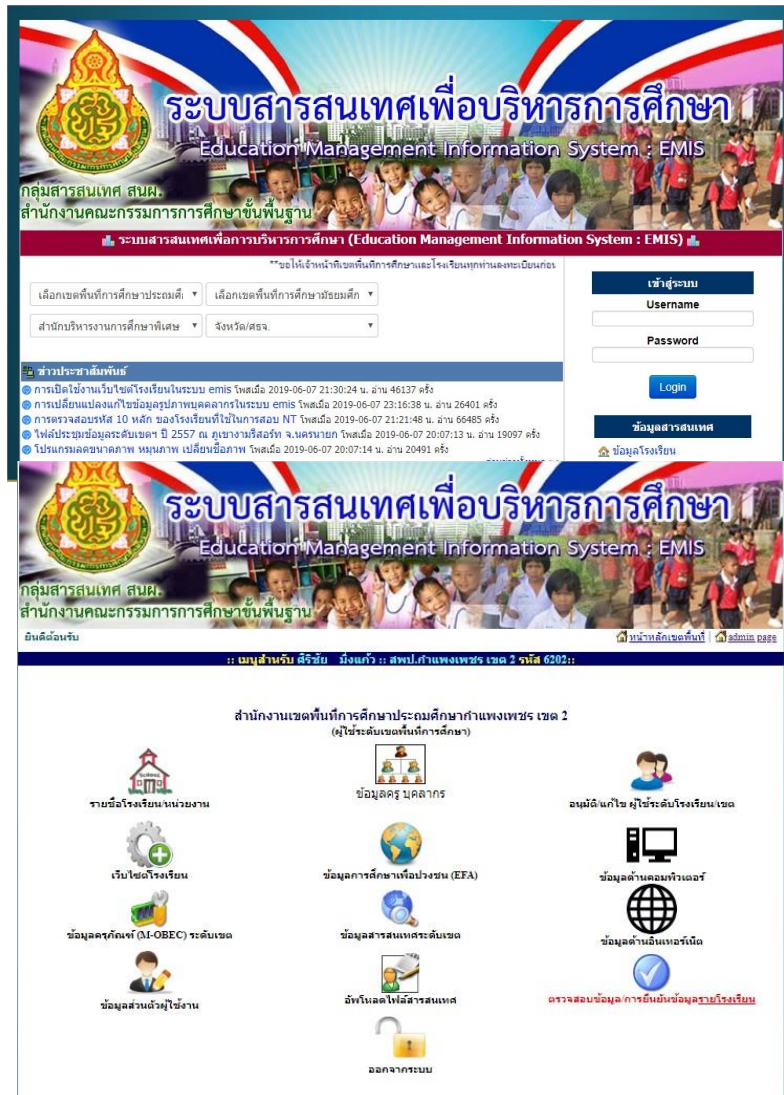 ระบบสารสนเทศเพื่อบริหารการศึกษา
Education Management Information System : EMIS
กลุ่มสารสนเทศ สนผ.
สำนักงานคณะกรรมการการศึกษาขั้นพื้นฐาน
ระบบสารสนเทศเพื่อการบริหารการศึกษา (Education Management Information System : EMIS)
**ขอให้เจ้าหน้าที่เขตพื้นที่การศึกษาและโรงเรียนทุกท่านลงทะเบียนก่อน
เข้าสู่ระบบ
Username
Password
Login
เลือกเขตพื้นที่การศึกษาประถมศึ
เลือกเขตพื้นที่การศึกษามัธยมศึก
สำนักบริหารงานการศึกษาพิเศษ
จังหวัด/ศธจ.
ข่าวประชาสัมพันธ์
การเปิดใช้งานเว็บไซต์โรงเรียนในระบบ emis โพสเมื่อ 2019-06-07 21:30:24 น. อ่าน 46137 ครั้ง
การเปลี่ยนแปลงแก้ไขข้อมูลรูปภาพบุคคลากรในระบบ emis โพสเมื่อ 2019-06-07 23:16:38 น. อ่าน 26401 ครั้ง
การตรวจสอบรหัส 10 หลัก ของโรงเรียนที่ใช้ในการสอบ NT โพสเมื่อ 2019-06-07 21:21:48 น. อ่าน 66485 ครั้ง
ไฟล์ประชุมข้อมูลระดับเขตฯ ปี 2557 ณ ภูเขางามรีสอร์ท จ.นครนายก โพสเมื่อ 2019-06-07 20:07:13 น. อ่าน 19097 ครั้ง
โปรแกรมลดขนาดภาพ หมุนภาพ เปลี่ยนชื่อภาพ โพสเมื่อ 2019-06-07 20:07:14 น. อ่าน 20491 ครั้ง
ข้อมูลสารสนเทศ
ข้อมูลโรงเรียน
ระบบสารสนเทศเพื่อบริหารการศึกษา
Education Management Information System : EMIS
กลุ่มสารสนเทศ สนผ.
สำนักงานคณะกรรมการการศึกษาขั้นพื้นฐาน
ยินดีต้อนรับ
หน้าหลักเขตพื้นที่ | admin page
:: เมนูสำหรับ ศิริชัย มิ่งแก้ว :: สพป.กำแพงเพชร เขต 2 รหัส 6202::
สำนักงานเขตพื้นที่การศึกษาประถมศึกษากำแพงเพชร เขต 2
(ผู้ใช้ระดับเขตพื้นที่การศึกษา)
รายชื่อโรงเรียน/หน่วยงาน
ข้อมูลครู บุคลากร
อนุมัติ/แก้ไข ผู้ใช้ระดับโรงเรียน/เขต
เว็บไซต์โรงเรียน
ข้อมูลการศึกษาเพื่อปวงชน (EFA)
ข้อมูลด้านคอมพิวเตอร์
ข้อมูลครุภัณฑ์ (M-OBEC) ระดับเขต
ข้อมูลสารสนเทศระดับเขต
ข้อมูลด้านอินเทอร์เน็ต
ข้อมูลส่วนตัวผู้ใช้งาน
อัพโหลดไฟล์สารสนเทศ
ตรวจสอบข้อมูล/การยืนยันข้อมูลรายโรงเรียน
ออกจากระบบ